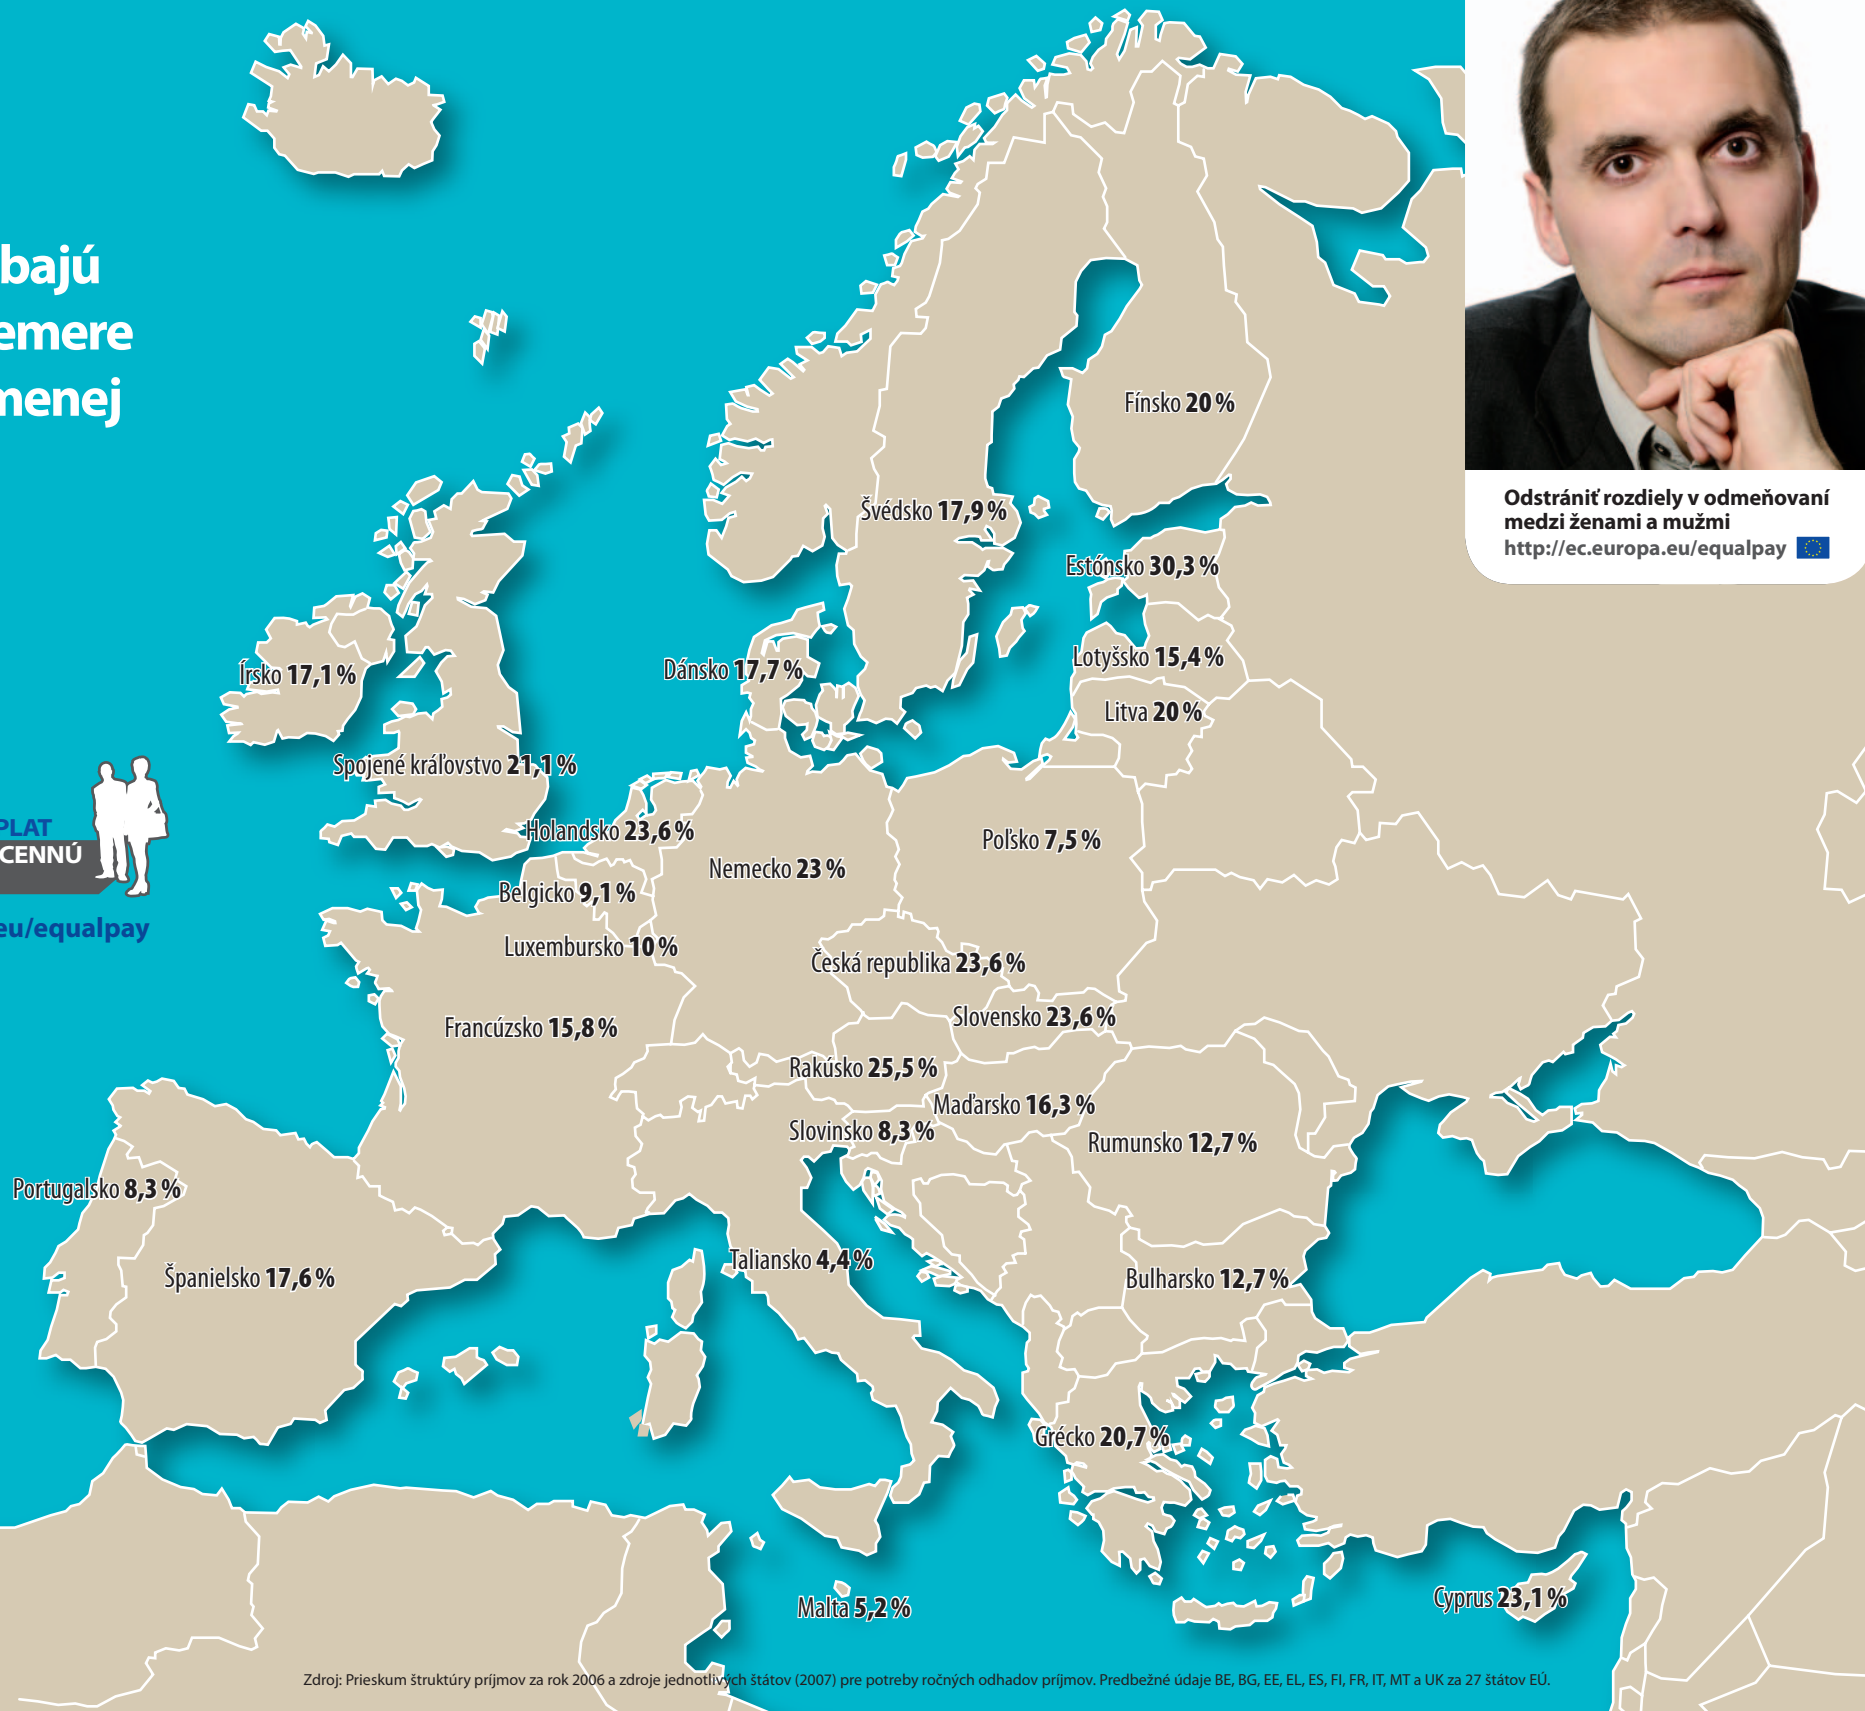 bajú
emere
menej
Odstrániť rozdiely v odmeňovaní
medzi ženami a mužmi
http://ec.europa.eu/equalpay
Fínsko 20 %
Švédsko 17,9 %
Estónsko 30,3 %
Lotyšsko 15,4 %
Litva 20 %
Írsko 17,1 %
Dánsko 17,7 %
Spojené kráľovstvo 21,1 %
PLAT
CENNÚ
eu/equalpay
Holandsko 23,6 %
Poľsko 7,5 %
Nemecko 23 %
Belgicko 9,1 %
Luxembursko 10 %
Česká republika 23,6 %
Slovensko 23,6 %
Francúzsko 15,8 %
Rakúsko 25,5 %
Maďarsko 16,3 %
Slovinsko 8,3 %
Rumunsko 12,7 %
Portugalsko 8,3 %
Španielsko 17,6 %
Taliansko 4,4 %
Bulharsko 12,7 %
Grécko 20,7 %
Malta 5,2 %
Cyprus 23,1 %
Zdroj: Prieskum štruktúry príjmov za rok 2006 a zdroje jednotlivých štátov (2007) pre potreby ročných odhadov príjmov. Predbežné údaje BE, BG, EE, EL, ES, FI, FR, IT, MT a UK za 27 štátov EÚ.